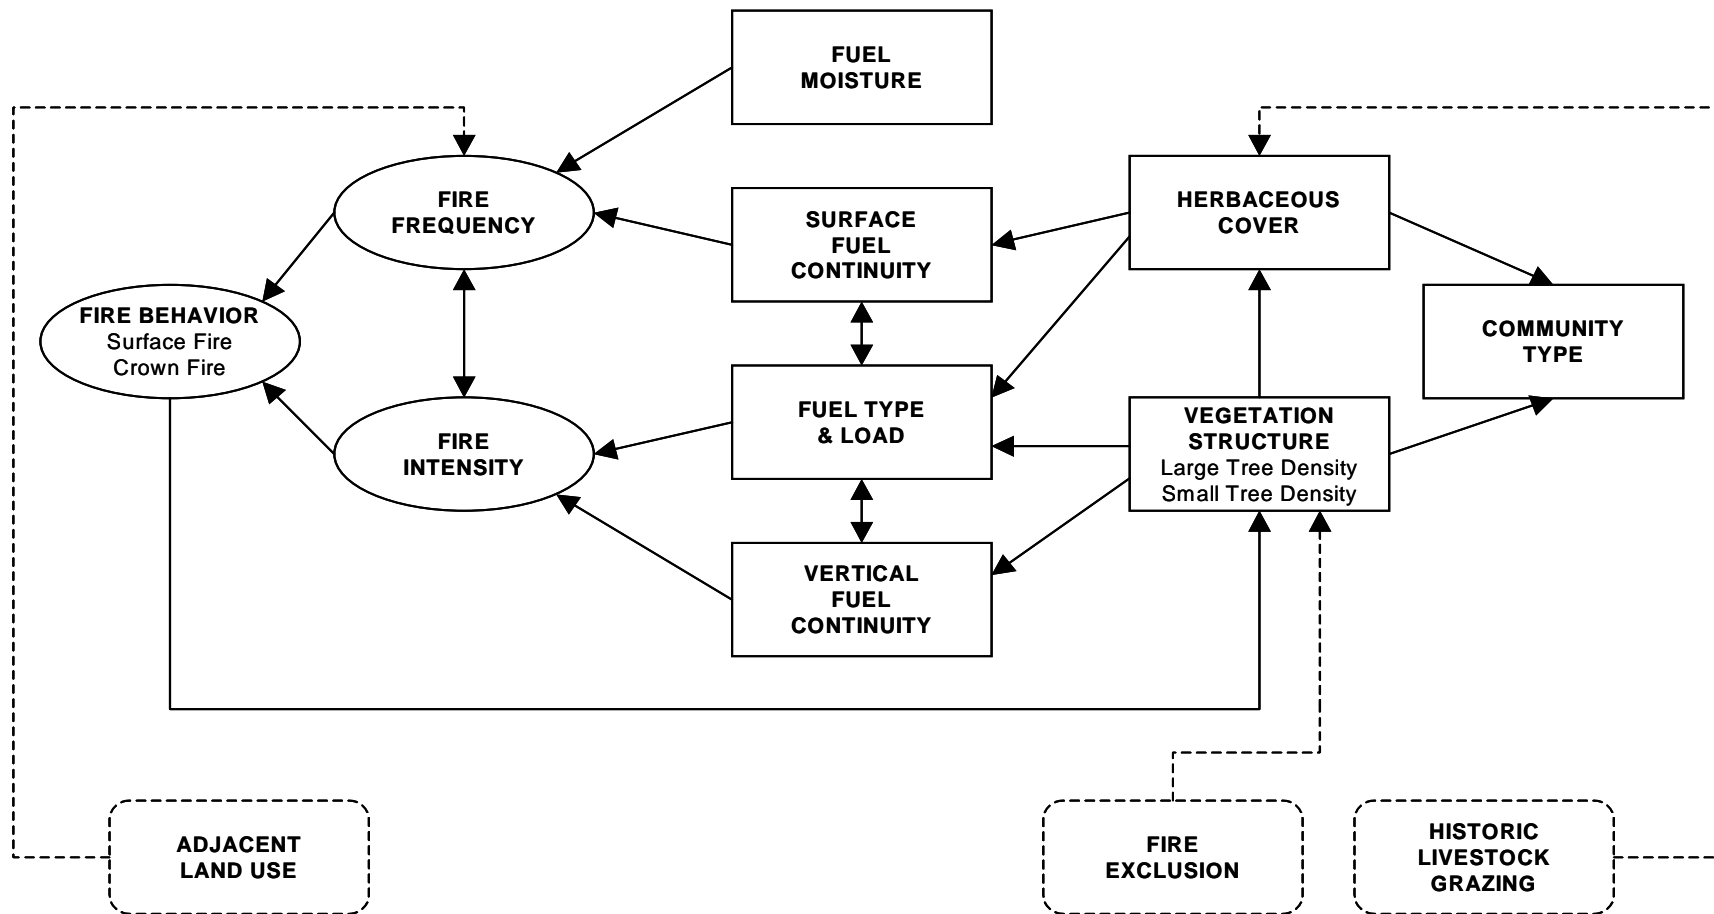 FUEL
MOISTURE
FIRE
FREQUENCY
SURFACE
FUEL
CONTINUITY
HERBACEOUS
COVER
FIRE BEHAVIOR
Surface Fire
Crown Fire
COMMUNITY
TYPE
FIRE
INTENSITY
FUEL TYPE
& LOAD
VEGETATION
STRUCTURE
Large Tree Density
Small Tree Density
VERTICAL
FUEL
CONTINUITY
ADJACENT
LAND USE
FIRE
EXCLUSION
HISTORIC
LIVESTOCK
GRAZING